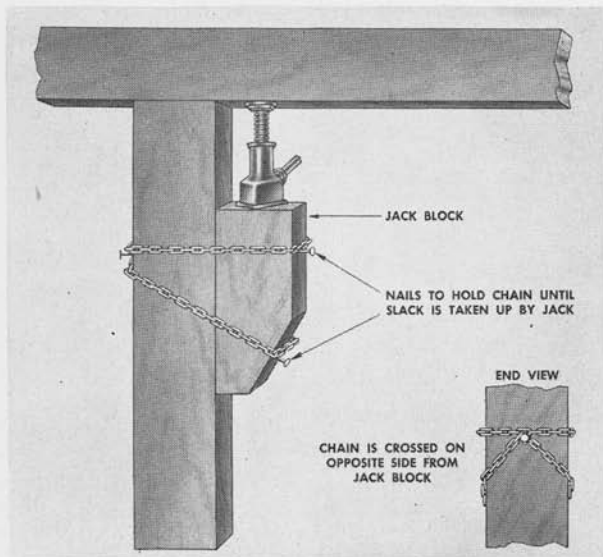 JACK BLOCK
NAILS TO HOLD CHAIN UNTIL
SLACK IS TAKEN UP BY JACK
END VIEW
CHAIN IS CROSSED ON
OPPOSITE SIDE FROM
JACK BLOCK